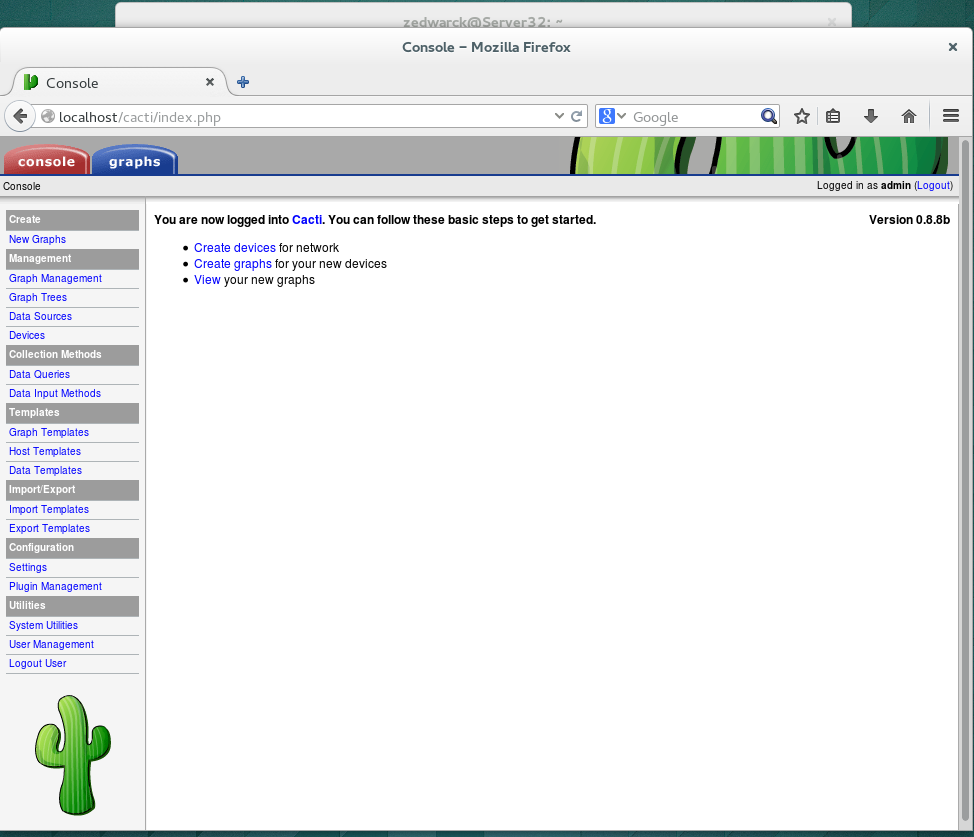 zedwarck@Server32: ~
Console – Mozilla Firefox
Console
localhost/cacti/index.php
8 Google
console graphs
Console
Logged in as admin (Logout)
Create
New Graphs
Management
Graph Management
Graph Trees
Data Sources
Devices
Collection Methods
Data Queries
Data Input Methods
Templates
Graph Templates
Host Templates
Data Templates
Import/Export
Import Templates
Export Templates
Configuration
Settings
Plugin Management
Utilities
System Utilities
User Management
Logout User
You are now logged into Cacti. You can follow these basic steps to get started.
Version 0.8.8b
• Create devices for network
• Create graphs for your new devices
• View your new graphs